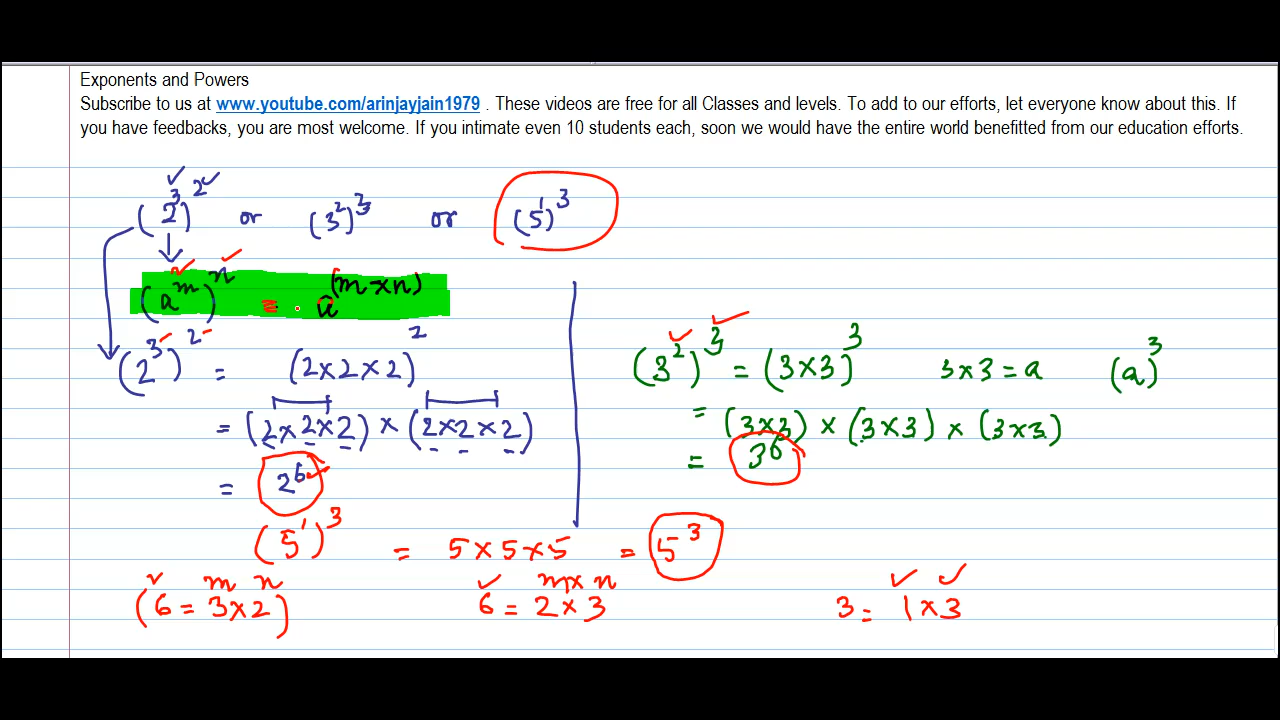 Exponents and Powers
Subscribe to us at www.youtube.com/arinjayjain1979 . These videos are free for all Classes and levels. To add to our efforts, let everyone know about this. If
you have feedbacks, you are most welcome. If you intimate even 10 students each, soon we would have the entire world benefitted from our education efforts.
(2³)² or (3²)³ or (5¹)³
(aᵐ)ⁿ = a^(m×n)
(2³)² = (2×2×2)²
= (2×2×2) × (2×2×2)
= 2⁶
(3²)³ = (3×3)³ 3×3=a (a)³
= (3×3) × (3×3) × (3×3)
= 3⁶
(5¹)³ = 5×5×5 = 5³
m n m × n
(6 = 3×2) 6 = 2×3 3 = 1×3